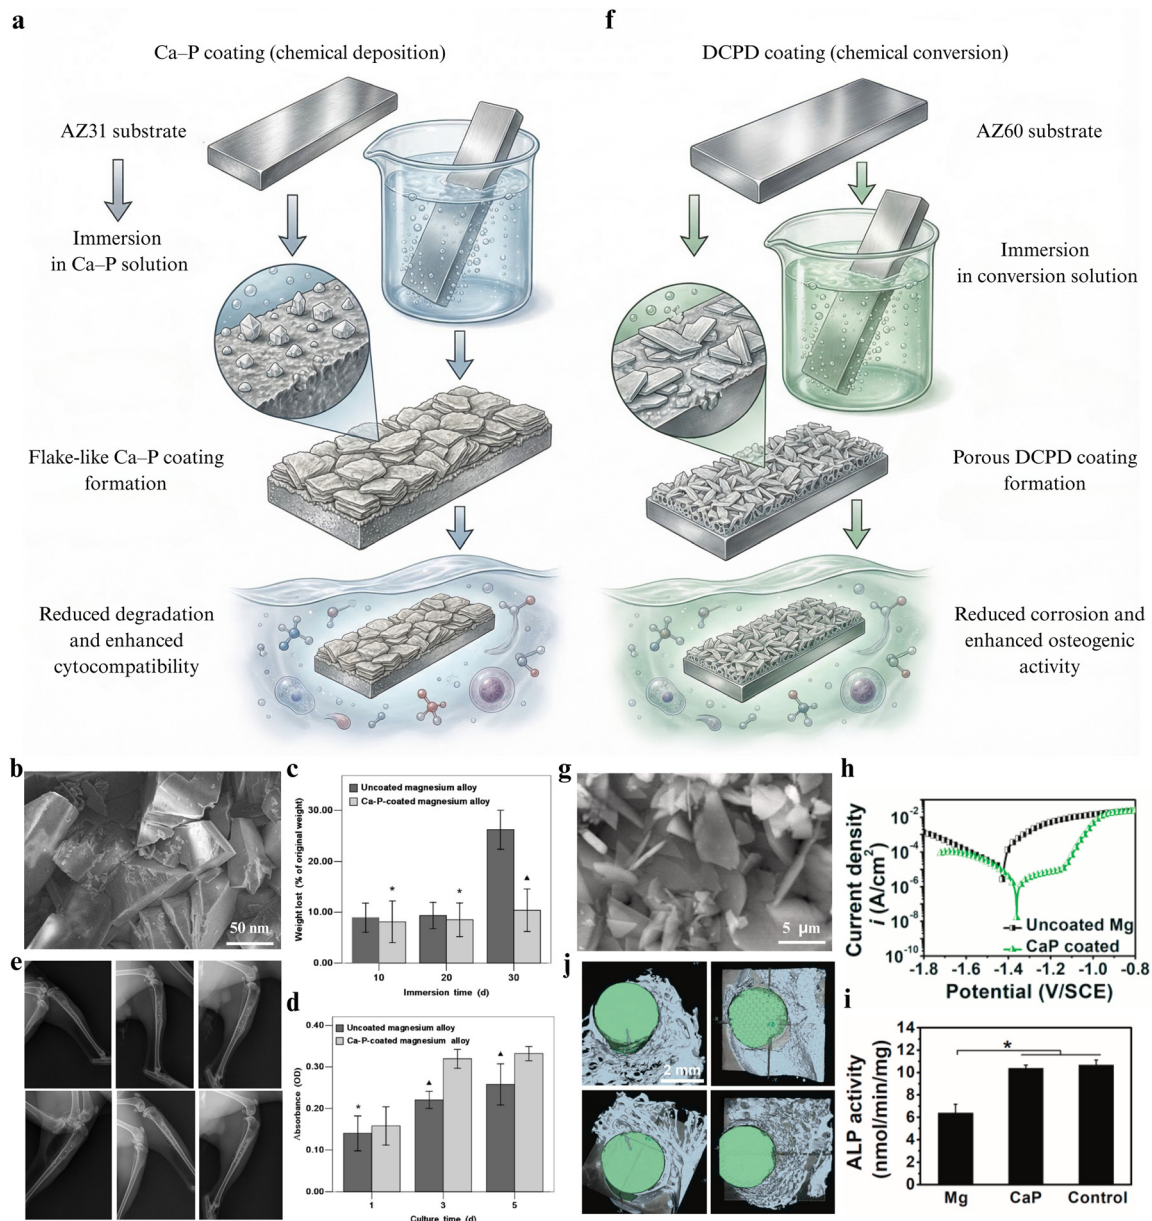 a
Ca–P coating (chemical deposition)
AZ31 substrate
Immersion
in Ca–P solution
Flake-like Ca–P coating
formation
Reduced degradation
and enhanced
cytocompatibility
f
DCPD coating (chemical conversion)
AZ60 substrate
Immersion
in conversion solution
Porous DCPD coating
formation
Reduced corrosion and
enhanced osteogenic
activity
b
50 nm
c
Uncoated magnesium alloy
Ca-P-coated magnesium alloy
Weight lost (% of original weight)
30.00
20.00
10.00
0.00
*
*
▲
10
20
30
Immersion time (d)
g
5 μm
h
Current density
i (A/cm²)
10⁻²
10⁻⁴
10⁻⁶
10⁻⁸
10⁻¹⁰
Uncoated Mg
CaP coated
-1.8
-1.6
-1.4
-1.2
-1.0
-0.8
Potential (V/SCE)
e
d
Uncoated magnesium alloy
Ca-P-coated magnesium alloy
Absorbance (OD)
0.40
0.30
0.20
0.10
0.00
*
▲
▲
1
3
5
Culture time (d)
j
2 mm
i
ALP activity
(nmol/min/mg)
14
12
10
8
6
4
2
0
*
Mg
CaP
Control